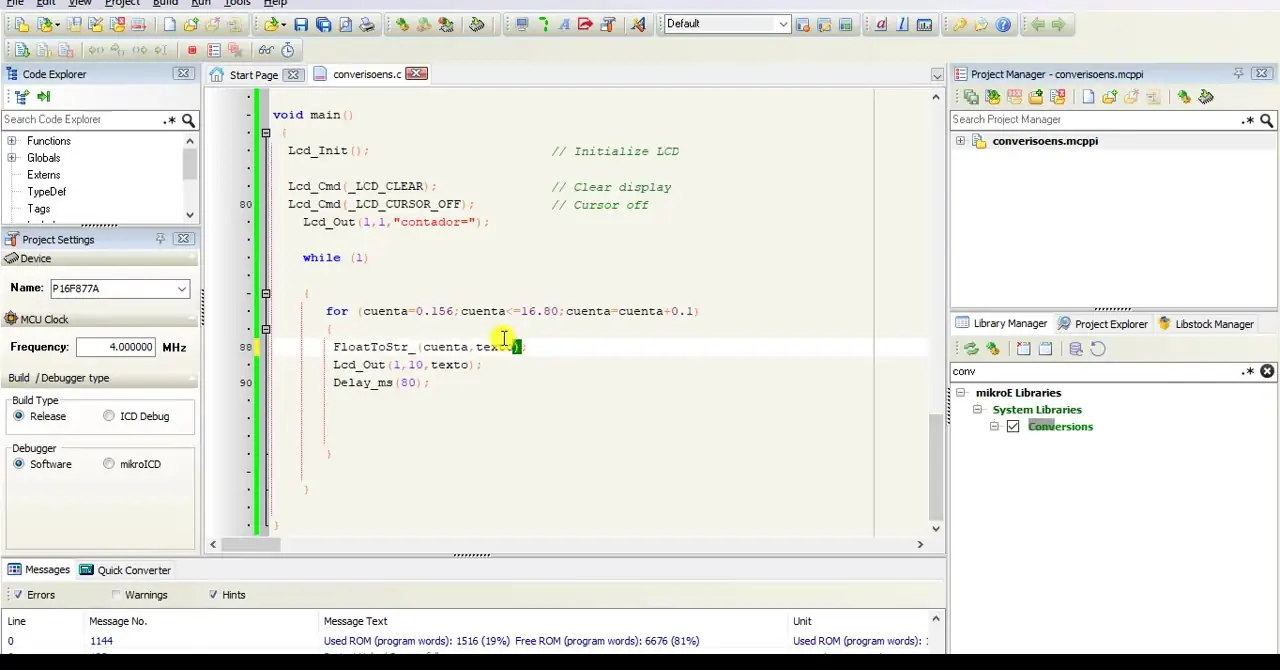 File Edit View Project Build Run Tools Help
Default
Code Explorer
Start Page
converisoens.c
Project Manager - converisoens.mcppi
Search Code Explorer
Search Project Manager
Functions
Globals
Externs
TypeDef
Tags
converisoens.mcppi
void main()
{
Lcd_Init(); // Initialize LCD
Lcd_Cmd(_LCD_CLEAR); // Clear display
80 Lcd_Cmd(_LCD_CURSOR_OFF); // Cursor off
Lcd_Out(1,1,"contador=");
while (1)
{
for (cuenta=0.156;cuenta<=16.80;cuenta=cuenta+0.1)
{
88 FloatToStr_(cuenta,texto);
Lcd_Out(1,10,texto);
90 Delay_ms(80);
}
}
}
Project Settings
Device
Name: P16F877A
MCU Clock
Frequency: 4.000000 MHz
Build / Debugger type
Build Type
Release ICD Debug
Debugger
Software mikroICD
Library Manager Project Explorer Libstock Manager
conv
mikroE Libraries
System Libraries
Conversions
Messages Quick Converter
Errors Warnings Hints
Line Message No. Message Text Unit
0 1144 Used ROM (program words): 1516 (19%) Free ROM (program words): 6676 (81%) Used ROM (program words):